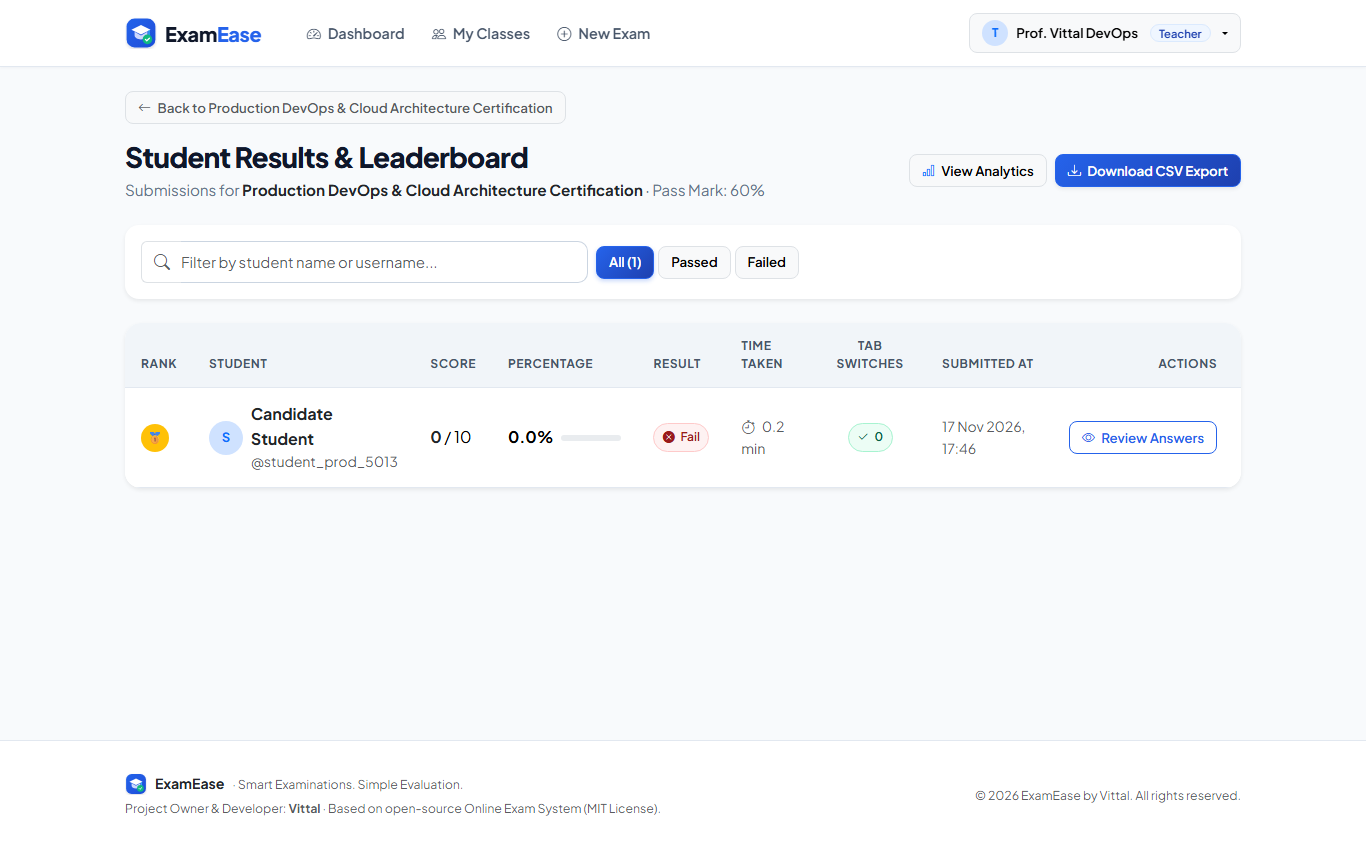 ExamEase Dashboard My Classes New Exam T Prof. Vittal DevOps Teacher
← Back to Production DevOps & Cloud Architecture Certification
Student Results & Leaderboard
Submissions for Production DevOps & Cloud Architecture Certification · Pass Mark: 60%
View Analytics Download CSV Export
Filter by student name or username... All (1) Passed Failed
RANK STUDENT SCORE PERCENTAGE RESULT TIME TAKEN TAB SWITCHES SUBMITTED AT ACTIONS
S
Candidate
Student
@student_prod_5013
0 / 10
0.0%
Fail
0.2
min
0
17 Nov 2026,
17:46
Review Answers
ExamEase · Smart Examinations. Simple Evaluation.
Project Owner & Developer: Vittal · Based on open-source Online Exam System (MIT License).
© 2026 ExamEase by Vittal. All rights reserved.